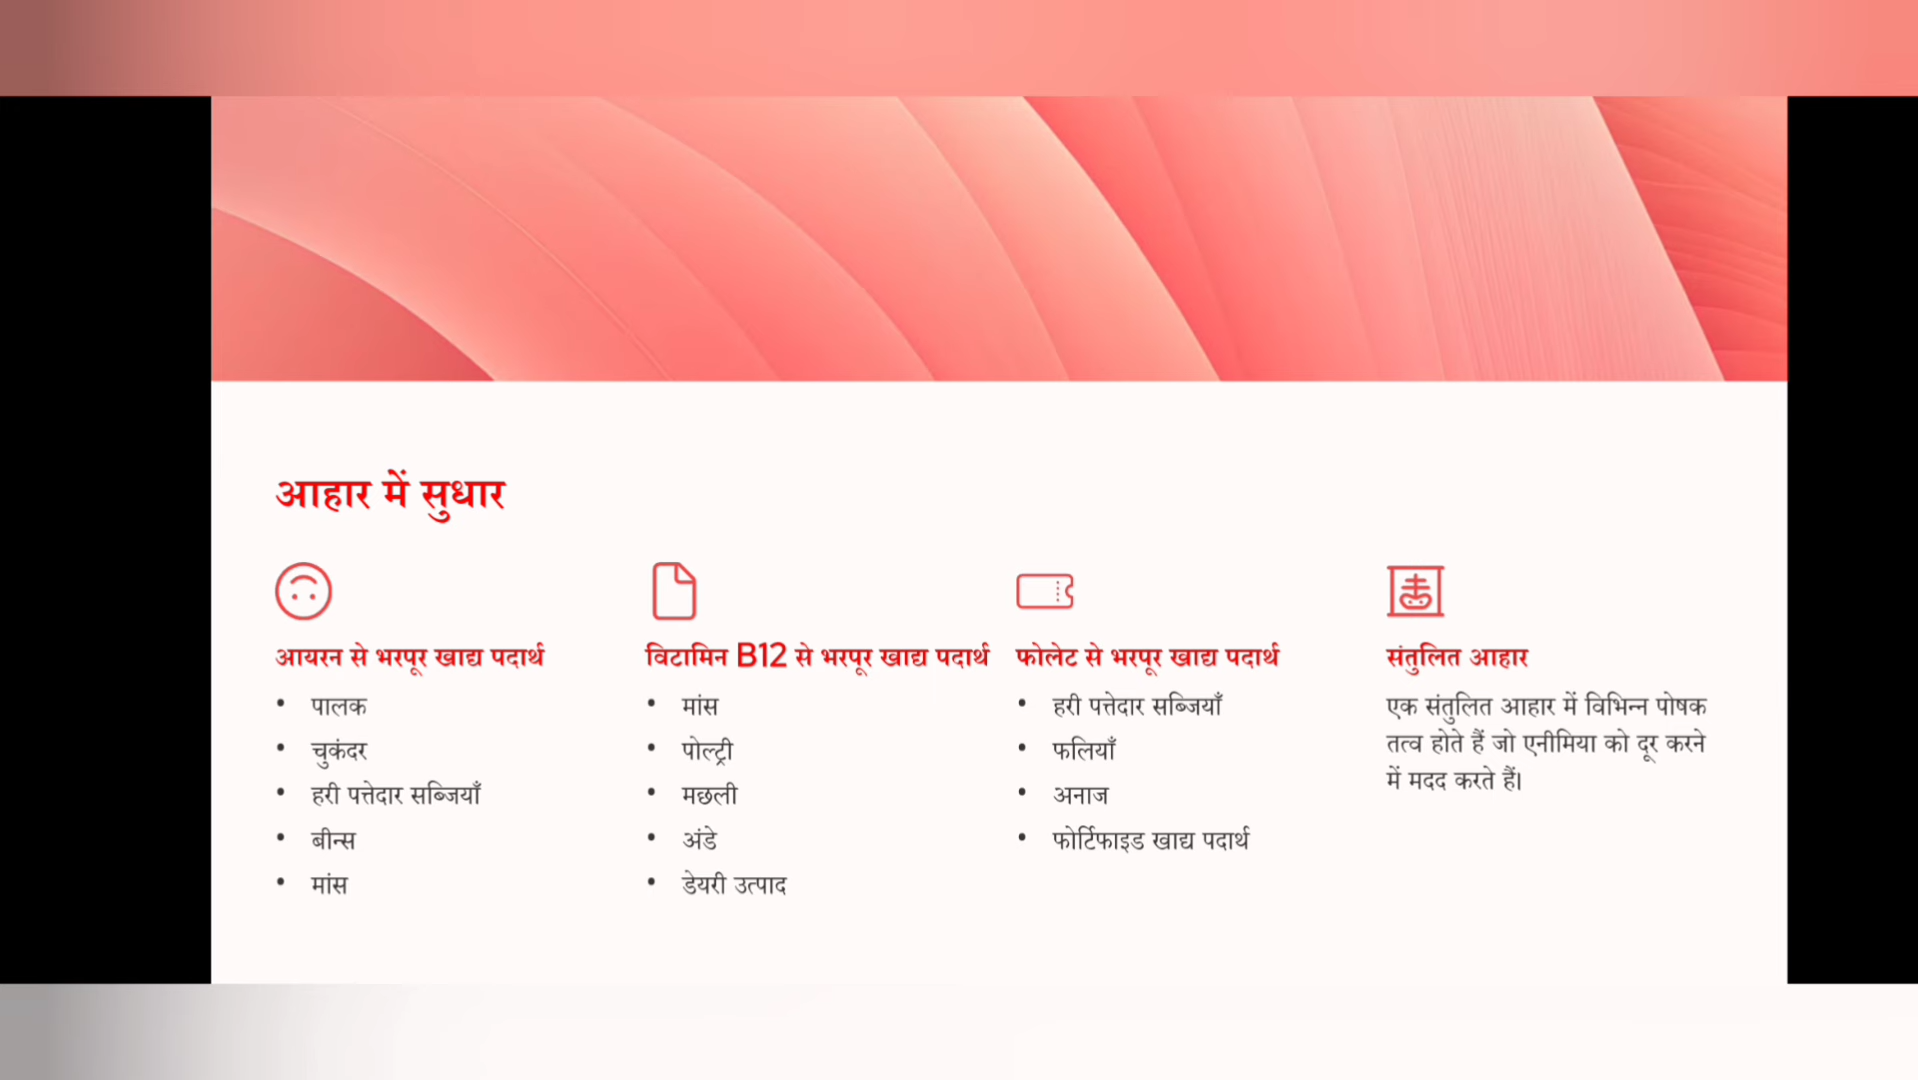 आहार में सुधार
आयरन से भरपूर खाद्य पदार्थ
• पालक
• चुकंदर
• हरी पत्तेदार सब्जियाँ
• बीन्स
• मांस
विटामिन B12 से भरपूर खाद्य पदार्थ
• मांस
• पोल्ट्री
• मछली
• अंडे
• डेयरी उत्पाद
फोलेट से भरपूर खाद्य पदार्थ
• हरी पत्तेदार सब्जियाँ
• फलियाँ
• अनाज
• फोर्टिफाइड खाद्य पदार्थ
संतुलित आहार
एक संतुलित आहार में विभिन्न पोषक
तत्व होते हैं जो एनीमिया को दूर करने
में मदद करते हैं।